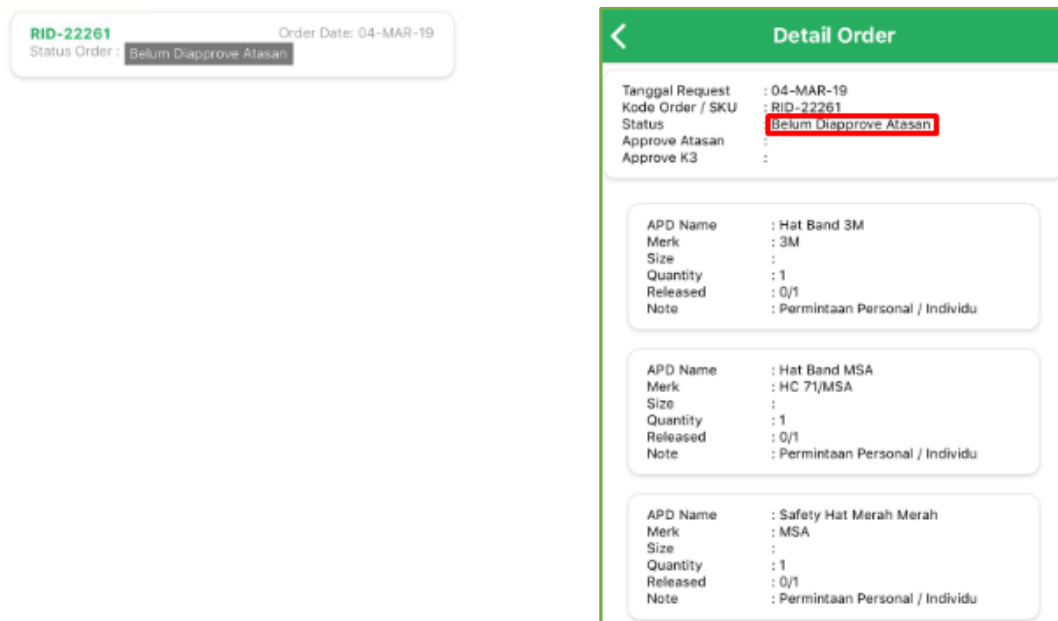 RID-22261 Order Date: 04-MAR-19
Status Order : Belum Diapprove Atasan
Detail Order
Tanggal Request : 04-MAR-19
Kode Order / SKU : RID-22261
Status : Belum Diapprove Atasan
Approve Atasan :
Approve K3 :
APD Name : Hat Band 3M
Merk : 3M
Size :
Quantity : 1
Released : 0/1
Note : Permintaan Personal / Individu
APD Name : Hat Band MSA
Merk : HC 71/MSA
Size :
Quantity : 1
Released : 0/1
Note : Permintaan Personal / Individu
APD Name : Safety Hat Merah Merah
Merk : MSA
Size :
Quantity : 1
Released : 0/1
Note : Permintaan Personal / Individu